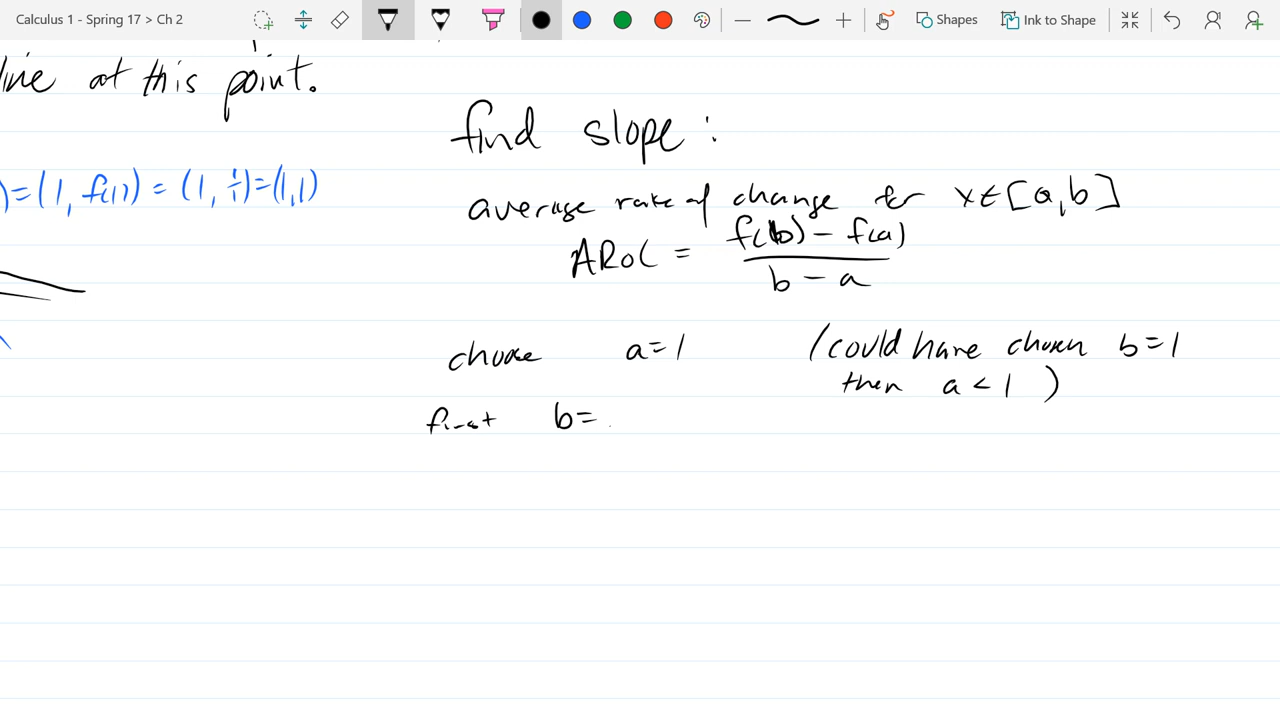 Calculus 1 - Spring 17 > Ch 2
Shapes
Ink to Shape
line at this point.
)=(1, f(1)) = (1, 1/1)=(1,1)
find slope:
average rate of change for x∈[a,b]
ARoC = f(b) - f(a) / b - a
choose a=1 (could have chosen b=1
then a<1)
first b=